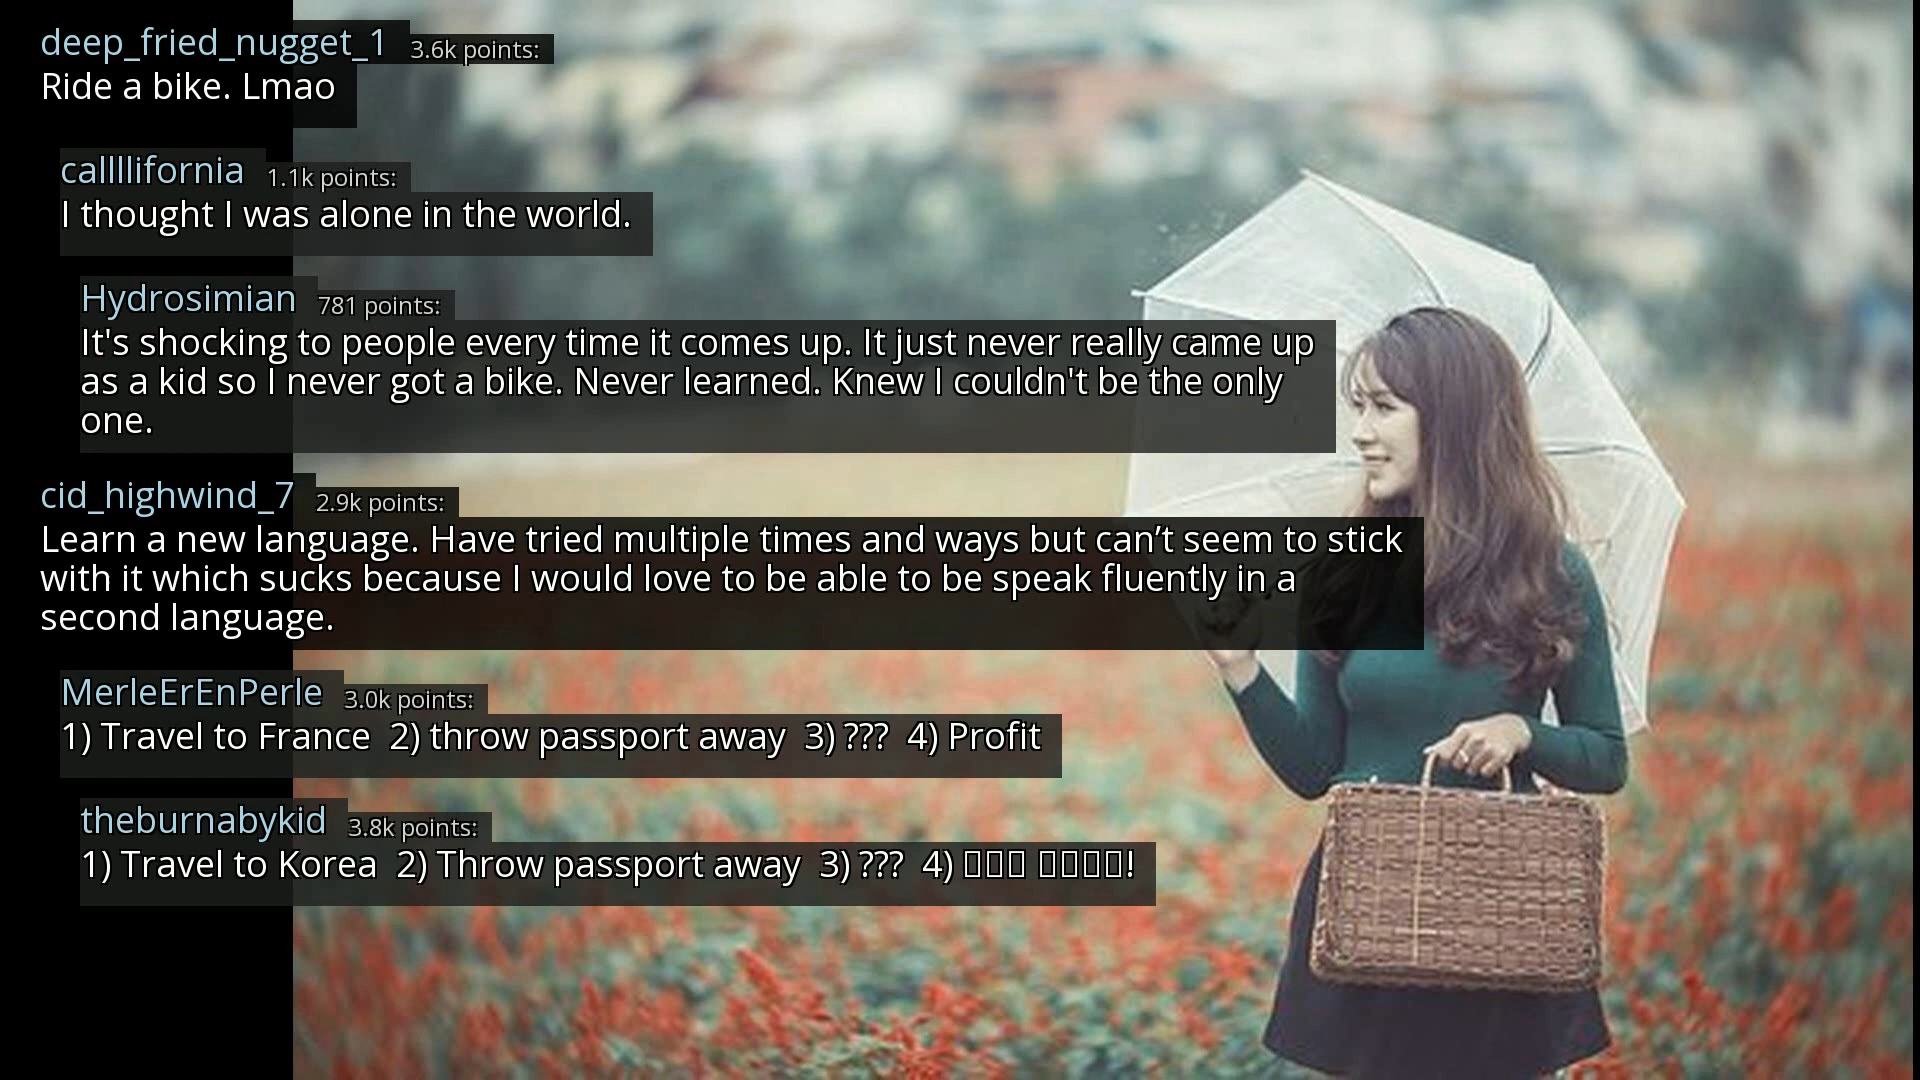 deep_fried_nugget_1 3.6k points:
Ride a bike. Lmao
callllifornia 1.1k points:
I thought I was alone in the world.
Hydrosimian 781 points:
It's shocking to people every time it comes up. It just never really came up
as a kid so I never got a bike. Never learned. Knew I couldn't be the only
one.
cid_highwind_7 2.9k points:
Learn a new language. Have tried multiple times and ways but can’t seem to stick
with it which sucks because I would love to be able to be speak fluently in a
second language.
MerleErEnPerle 3.0k points:
1) Travel to France 2) throw passport away 3) ??? 4) Profit
theburnabykid 3.8k points:
1) Travel to Korea 2) Throw passport away 3) ??? 4) !